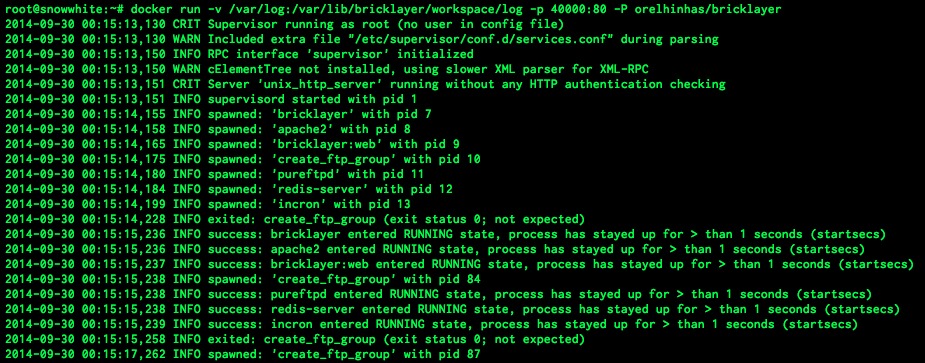 root@snowwhite:~# docker run -v /var/log:/var/lib/bricklayer/workspace/log -p 40000:80 -P orelhinhas/bricklayer
2014-09-30 00:15:13,130 CRIT Supervisor running as root (no user in config file)
2014-09-30 00:15:13,130 WARN Included extra file "/etc/supervisor/conf.d/services.conf" during parsing
2014-09-30 00:15:13,150 INFO RPC interface 'supervisor' initialized
2014-09-30 00:15:13,150 WARN cElementTree not installed, using slower XML parser for XML-RPC
2014-09-30 00:15:13,151 CRIT Server 'unix_http_server' running without any HTTP authentication checking
2014-09-30 00:15:13,151 INFO supervisord started with pid 1
2014-09-30 00:15:14,155 INFO spawned: 'bricklayer' with pid 7
2014-09-30 00:15:14,158 INFO spawned: 'apache2' with pid 8
2014-09-30 00:15:14,165 INFO spawned: 'bricklayer:web' with pid 9
2014-09-30 00:15:14,175 INFO spawned: 'create_ftp_group' with pid 10
2014-09-30 00:15:14,180 INFO spawned: 'pureftpd' with pid 11
2014-09-30 00:15:14,184 INFO spawned: 'redis-server' with pid 12
2014-09-30 00:15:14,199 INFO spawned: 'incron' with pid 13
2014-09-30 00:15:14,228 INFO exited: create_ftp_group (exit status 0; not expected)
2014-09-30 00:15:15,236 INFO success: bricklayer entered RUNNING state, process has stayed up for > than 1 seconds (startsecs)
2014-09-30 00:15:15,236 INFO success: apache2 entered RUNNING state, process has stayed up for > than 1 seconds (startsecs)
2014-09-30 00:15:15,237 INFO success: bricklayer:web entered RUNNING state, process has stayed up for > than 1 seconds (startsecs)
2014-09-30 00:15:15,238 INFO spawned: 'create_ftp_group' with pid 84
2014-09-30 00:15:15,238 INFO success: pureftpd entered RUNNING state, process has stayed up for > than 1 seconds (startsecs)
2014-09-30 00:15:15,238 INFO success: redis-server entered RUNNING state, process has stayed up for > than 1 seconds (startsecs)
2014-09-30 00:15:15,239 INFO success: incron entered RUNNING state, process has stayed up for > than 1 seconds (startsecs)
2014-09-30 00:15:15,258 INFO exited: create_ftp_group (exit status 0; not expected)
2014-09-30 00:15:17,262 INFO spawned: 'create_ftp_group' with pid 87